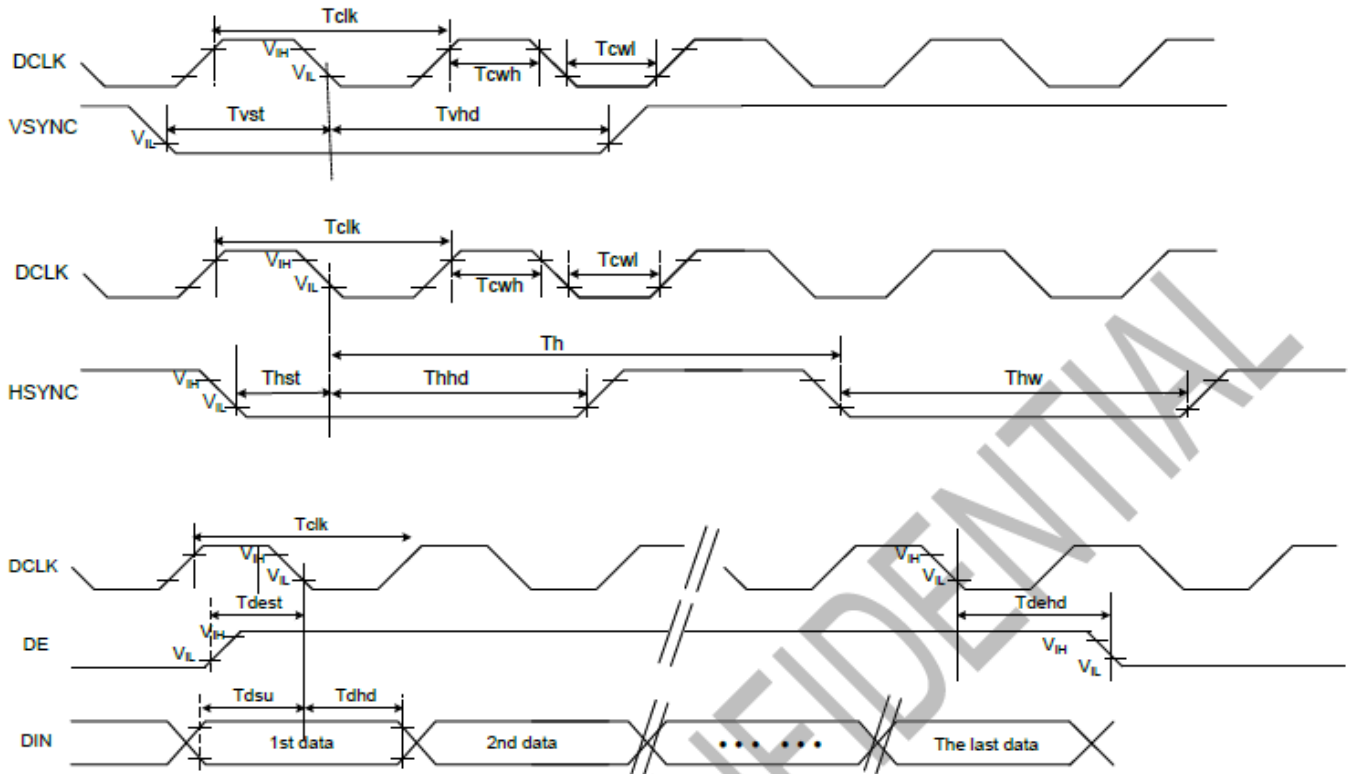 Tclk
DCLK VIH VIL Tcwh Tcwl
VSYNC VIL Tvst Tvhd
Tclk
DCLK VIH VIL Tcwh Tcwl
Th
HSYNC VIH VIL Thst Thhd Thw
Tclk
DCLK VIH VIL VIH VIL
Tdest Tdehd
DE VIH VIL VIH VIL
Tdsu Tdhd
DIN 1st data 2nd data • • • • • • The last data